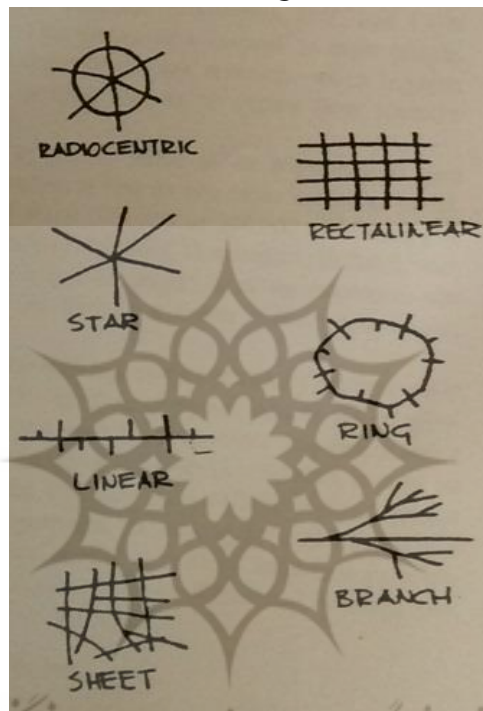 RADIOCENTRIC
RECTALINEAR
STAR
RING
LINEAR
BRANCH
SHEET